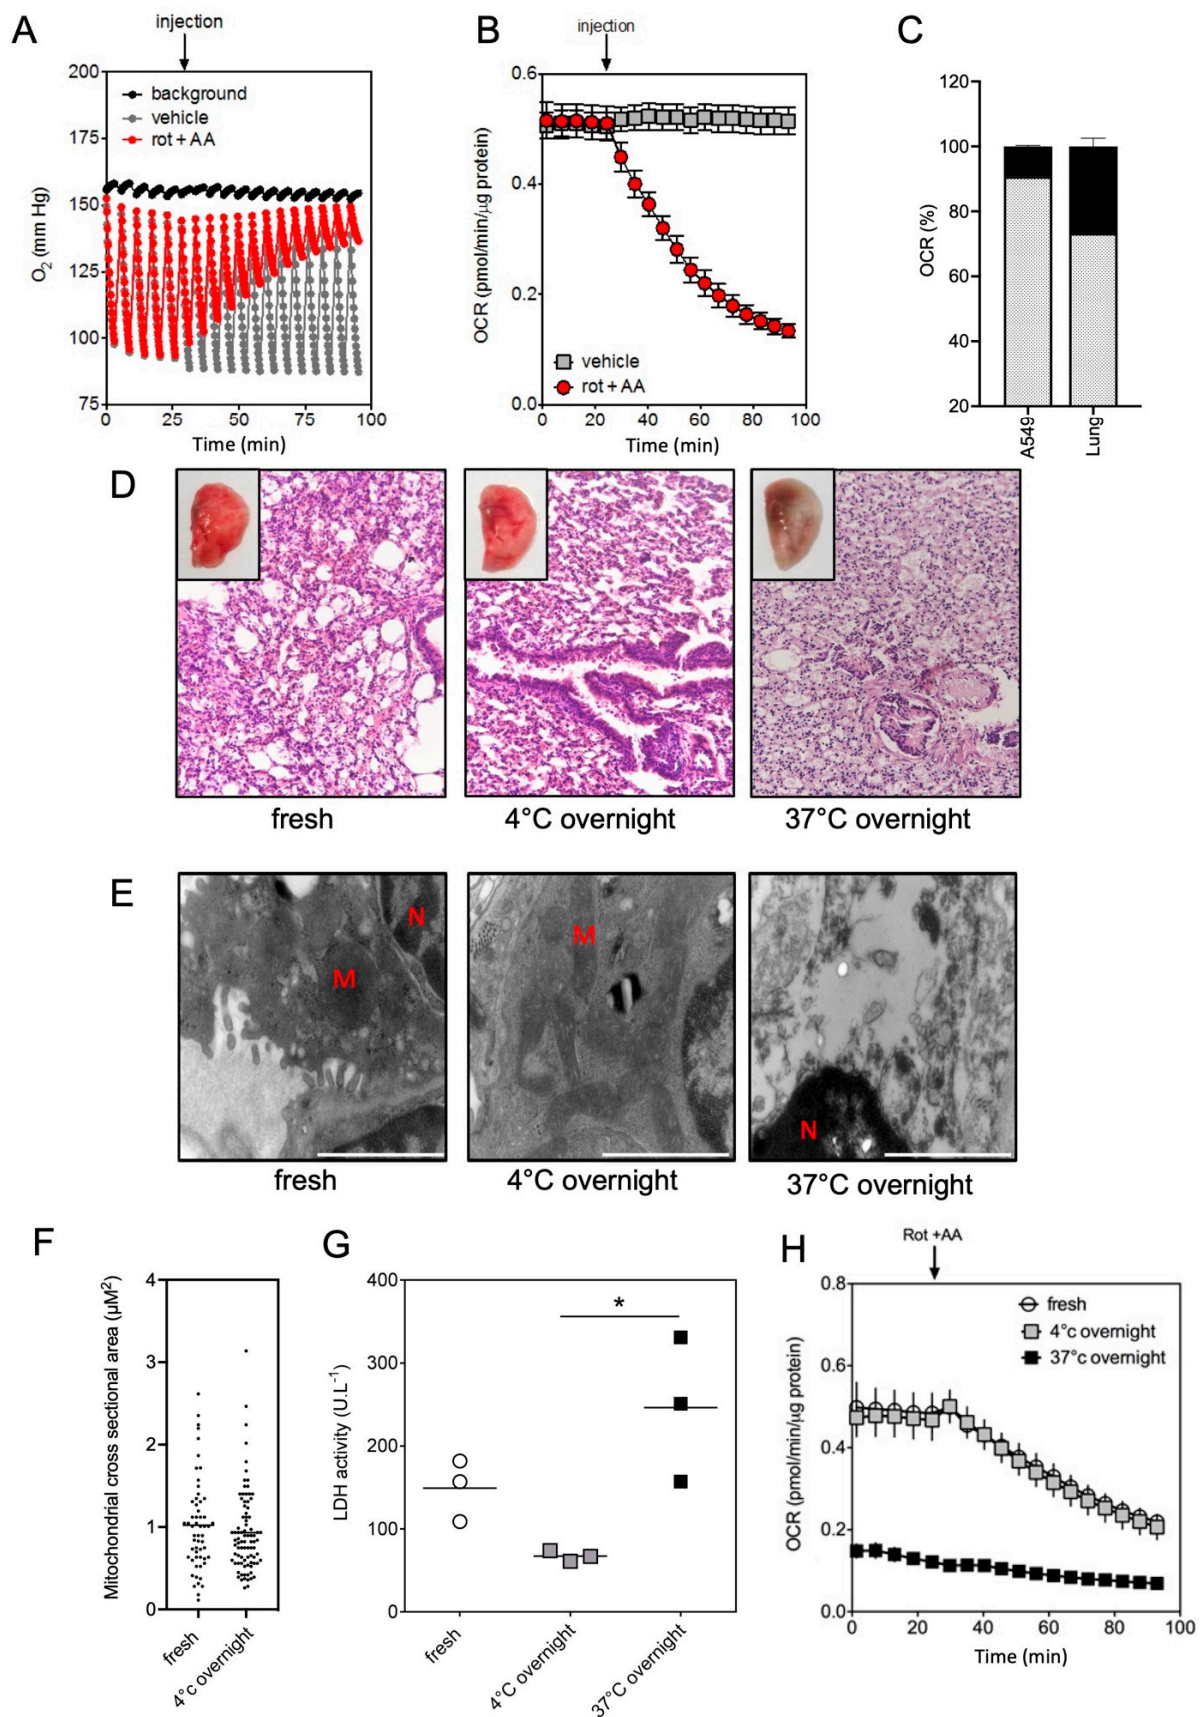 A
injection
O2 (mm Hg)
200
175
150
125
100
75
background
vehicle
rot + AA
0
25
50
75
100
Time (min)
B
injection
OCR (pmol/min/µg protein)
0.6
0.4
0.2
0.0
vehicle
rot + AA
0
20
40
60
80
100
Time (min)
C
OCR (%)
120
100
80
60
40
20
A549
Lung
D
fresh
4°C overnight
37°C overnight
E
N
M
M
N
fresh
4°C overnight
37°C overnight
F
Mitochondrial cross sectional area (µM²)
4
3
2
1
0
fresh
4°c overnight
G
LDH activity (U.L⁻¹)
400
300
200
100
0
*
fresh
4°C overnight
37°C overnight
H
Rot +AA
OCR (pmol/min/µg protein)
0.8
0.6
0.4
0.2
0.0
fresh
4°c overnight
37°c overnight
0
20
40
60
80
100
Time (min)